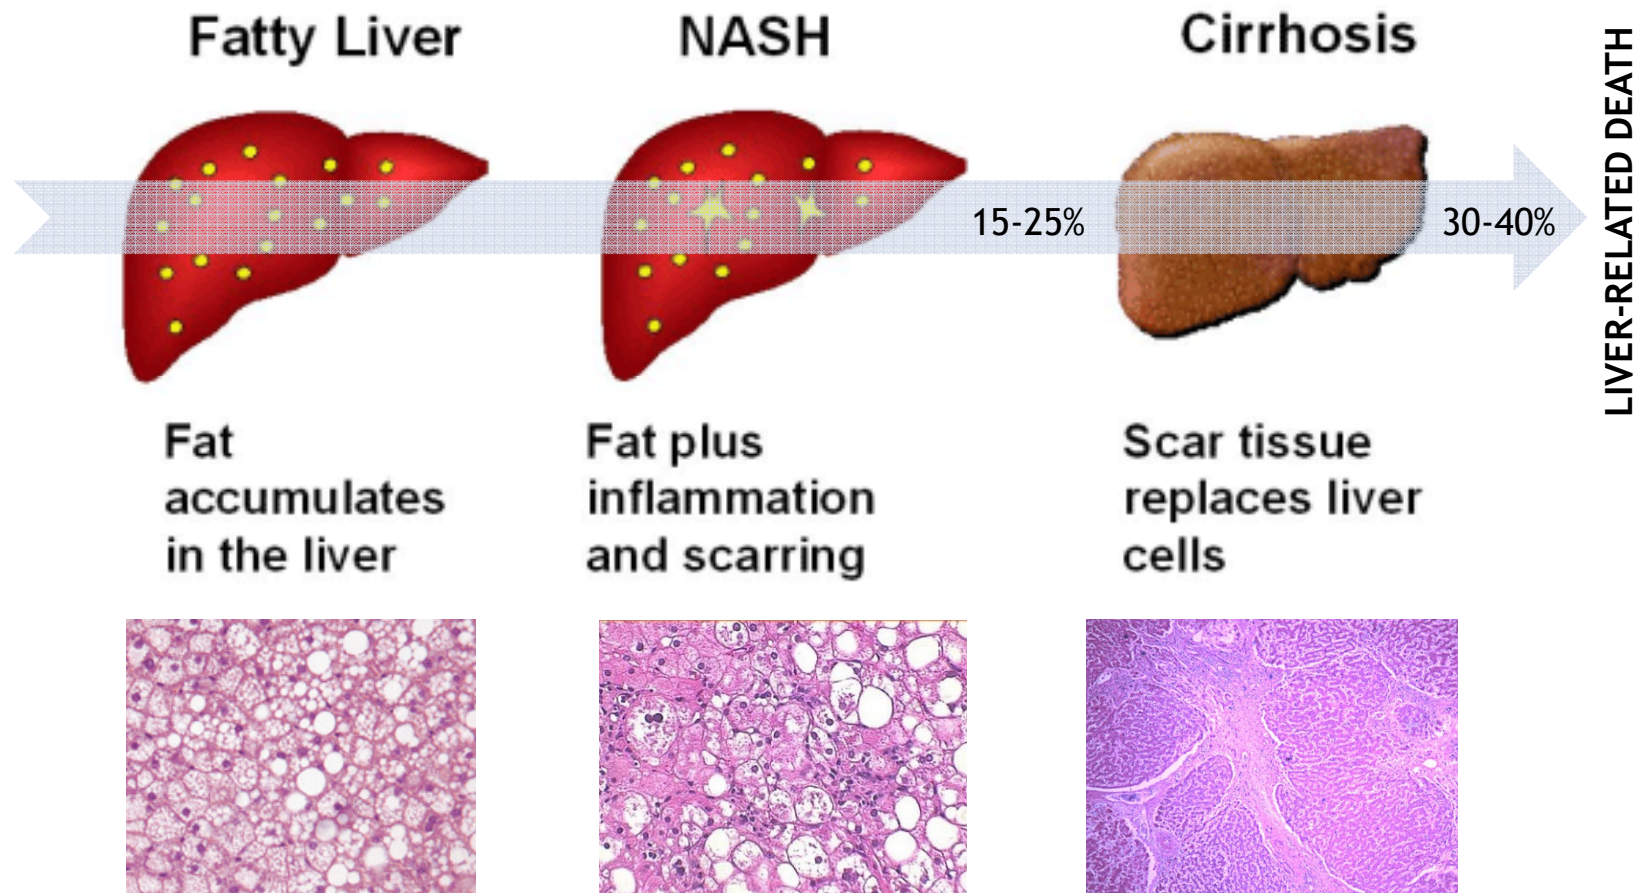 Fatty Liver
NASH
Cirrhosis
15-25%
30-40%
LIVER-RELATED DEATH
Fat
accumulates
in the liver
Fat plus
inflammation
and scarring
Scar tissue
replaces liver
cells